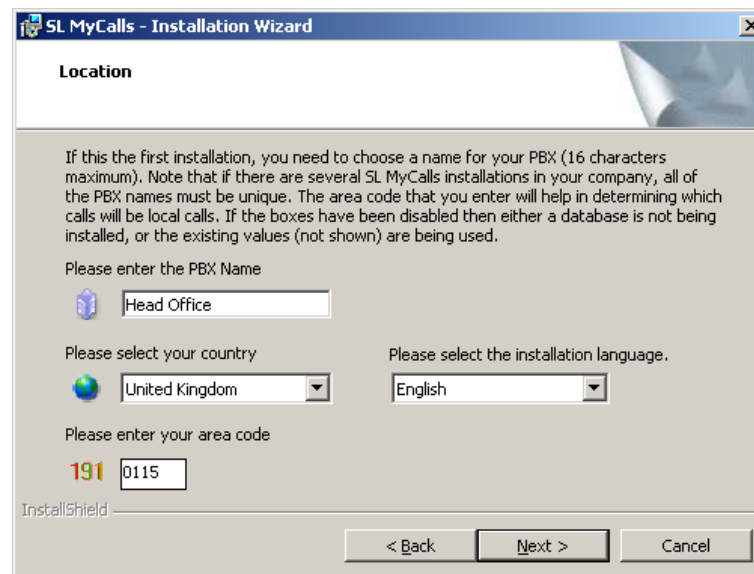 SL MyCalls - Installation Wizard
Location
If this the first installation, you need to choose a name for your PBX (16 characters
maximum). Note that if there are several SL MyCalls installations in your company, all of
the PBX names must be unique. The area code that you enter will help in determining which
calls will be local calls. If the boxes have been disabled then either a database is not being
installed, or the existing values (not shown) are being used.
Please enter the PBX Name
Head Office
Please select your country
Please select the installation language.
United Kingdom
English
Please enter your area code
191
0115
InstallShield
< Back
Next >
Cancel